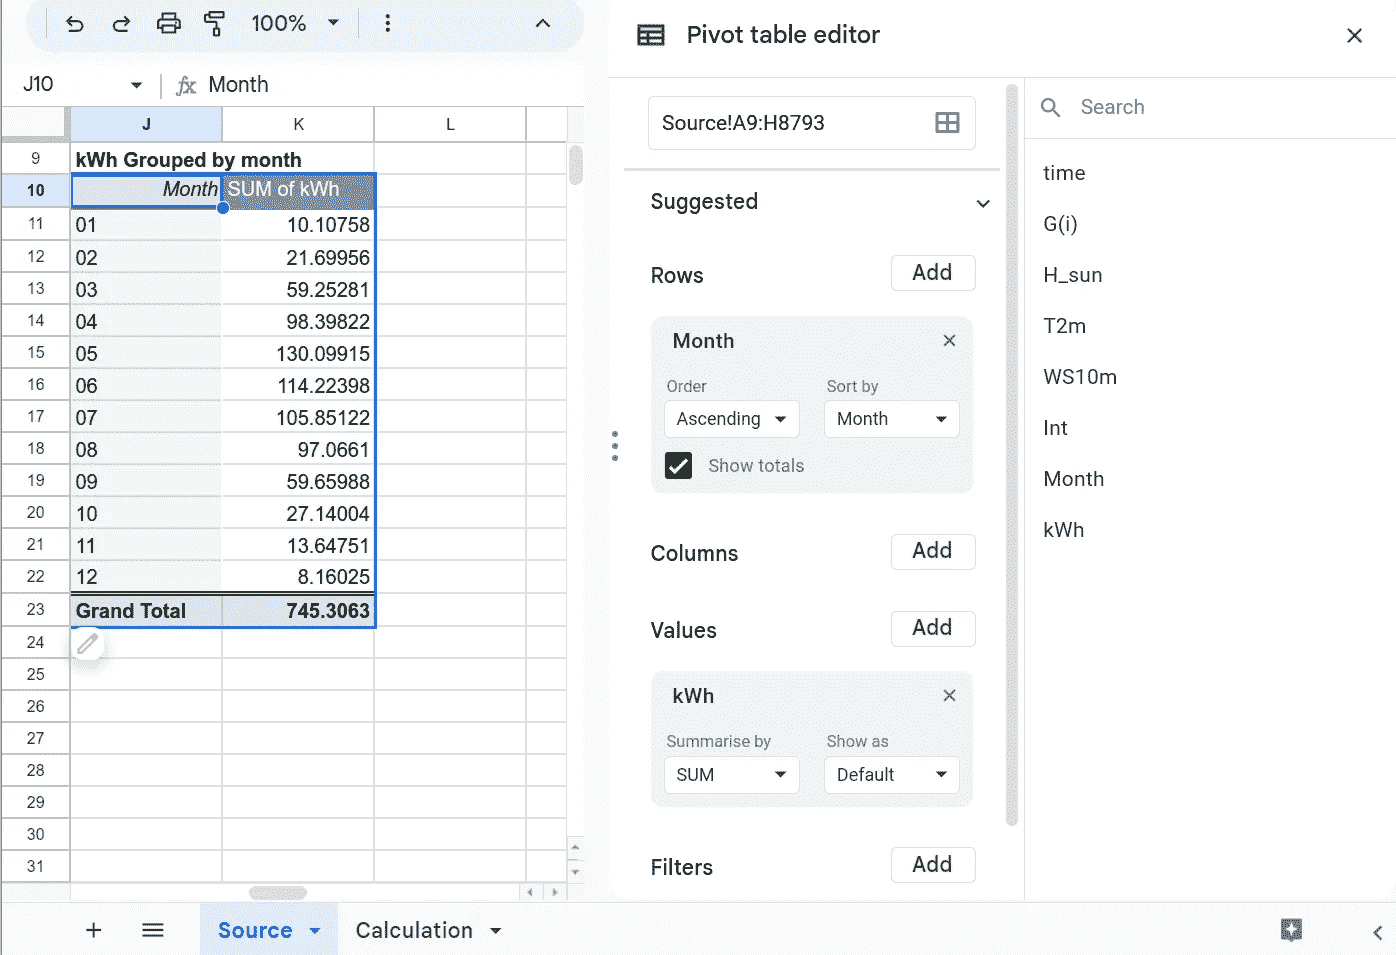 100%
Pivot table editor
J10
fx Month
Source!A9:H8793
Search
J K L
9 kWh Grouped by month
10 Month SUM of kWh
11 01 10.10758
12 02 21.69956
13 03 59.25281
14 04 98.39822
15 05 130.09915
16 06 114.22398
17 07 105.85122
18 08 97.0661
19 09 59.65988
20 10 27.14004
21 11 13.64751
22 12 8.16025
23 Grand Total 745.3063
24
25
26
27
28
29
30
31
Suggested
Rows Add
Month
Order Sort by
Ascending Month
Show totals
Columns Add
Values Add
kWh
Summarise by Show as
SUM Default
Filters Add
time
G(i)
H_sun
T2m
WS10m
Int
Month
kWh
Source Calculation